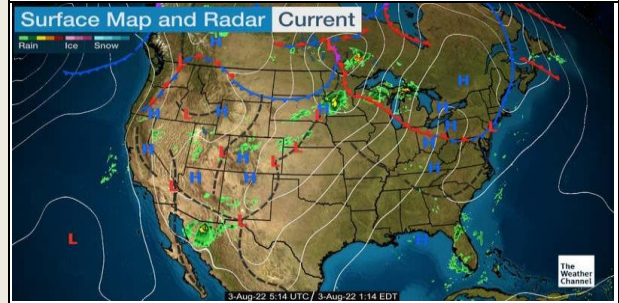 Surface Map and Radar Current
Rain Ice Snow
H
L
H
H
L
H
L
H
H
H
H
L
H
L
H
L
L
H
H
H
H
L
L
L
H
The
Weather
Channel
3-Aug-22 5:14 UTC / 3-Aug-22 1:14 EDT